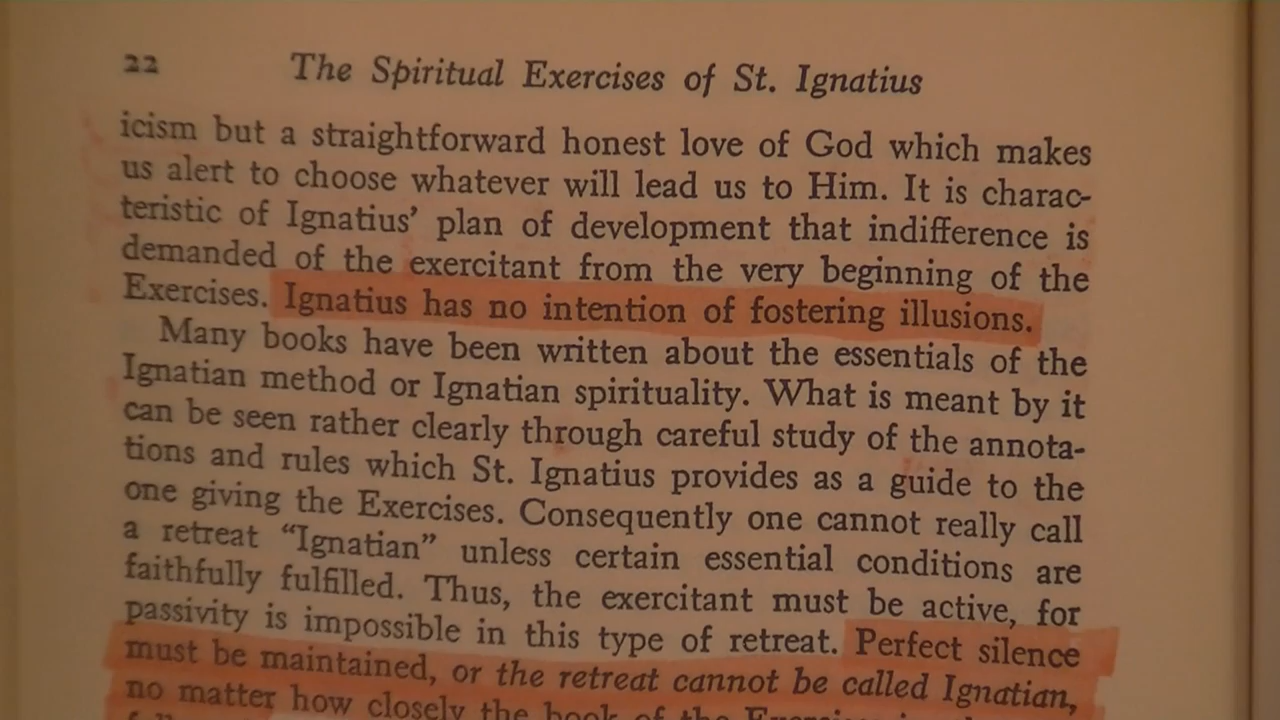 22 The Spiritual Exercises of St. Ignatius
icism but a straightforward honest love of God which makes
us alert to choose whatever will lead us to Him. It is charac-
teristic of Ignatius’ plan of development that indifference is
demanded of the exercitant from the very beginning of the
Exercises. Ignatius has no intention of fostering illusions.
Many books have been written about the essentials of the
Ignatian method or Ignatian spirituality. What is meant by it
can be seen rather clearly through careful study of the annota-
tions and rules which St. Ignatius provides as a guide to the
one giving the Exercises. Consequently one cannot really call
a retreat “Ignatian” unless certain essential conditions are
faithfully fulfilled. Thus, the exercitant must be active, for
passivity is impossible in this type of retreat. Perfect silence
must be maintained, or the retreat cannot be called Ignatian,
no matter how closely the book of the Exercises